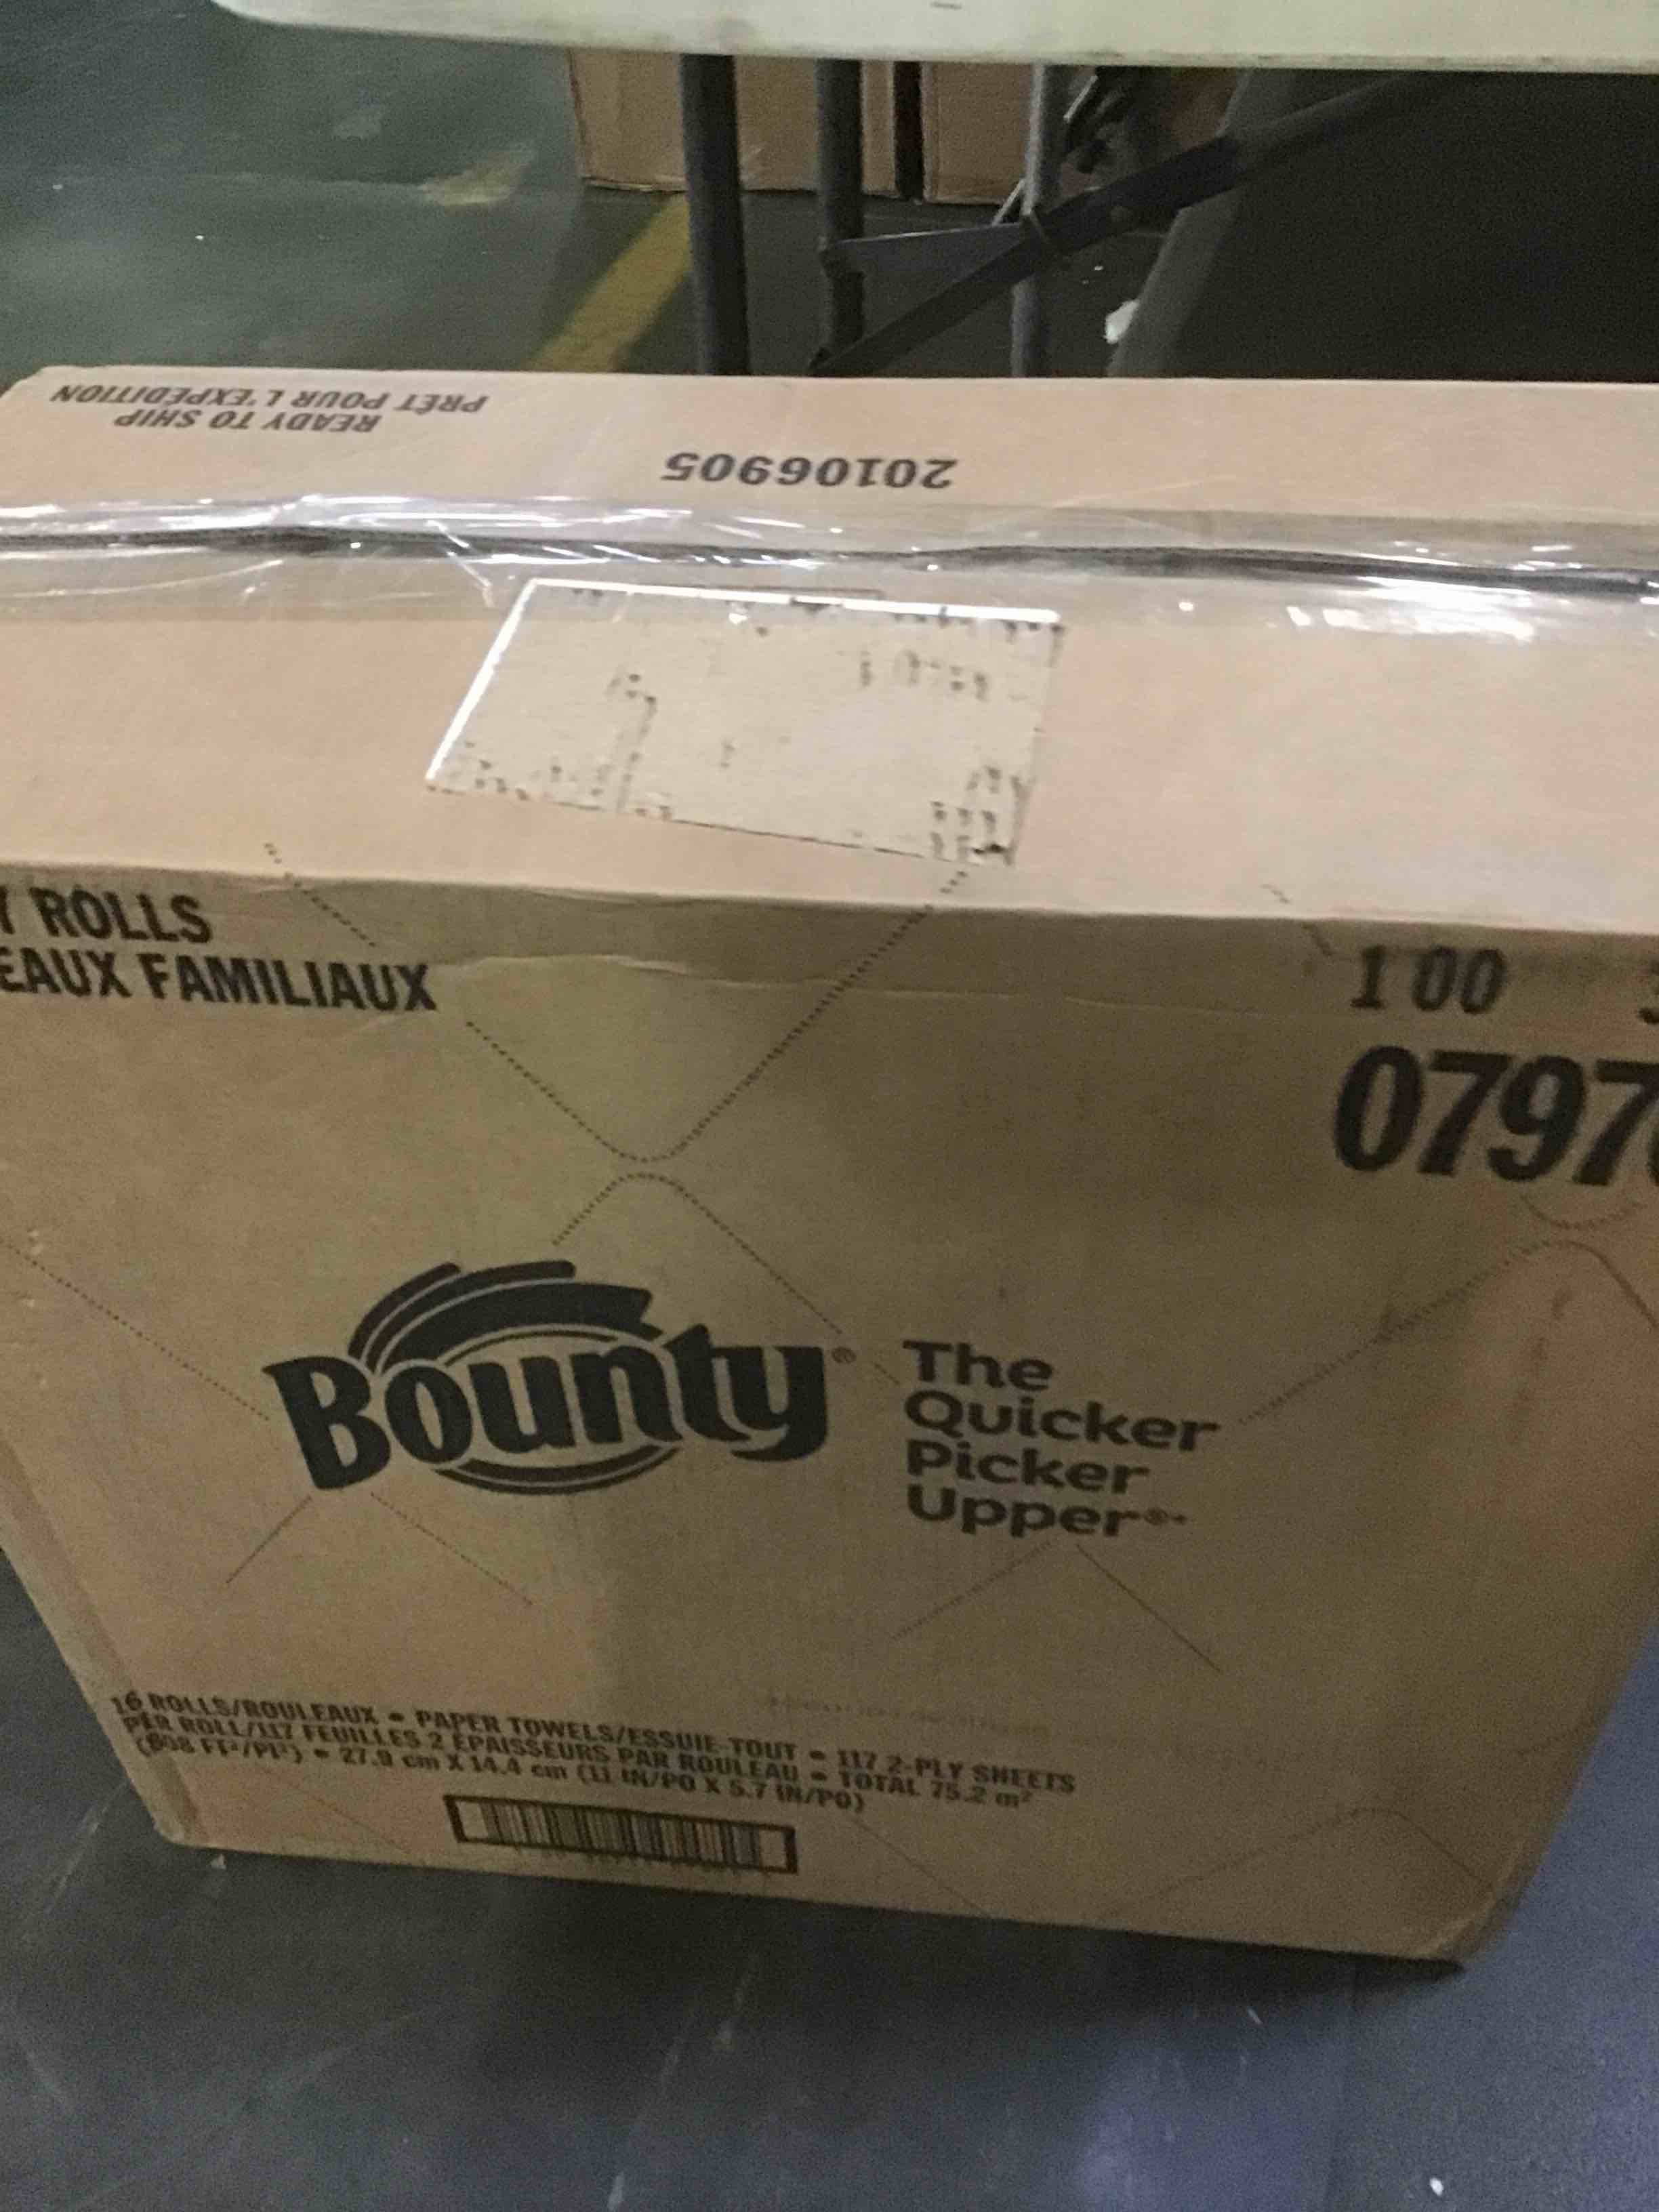 PRÊT POUR L'EXPEDITION
READY TO SHIP
20106905
Y ROLLS
EAUX FAMILIAUX
1 00
0797
Bounty®
The
Quicker
Picker
Upper®
16 ROLLS/ROULEAUX • PAPER TOWELS/ESSUIE-TOUT • 117 2-PLY SHEETS
PER ROLL/117 FEUILLES 2 ÉPAISSEURS PAR ROULEAU • TOTAL 75.2 m²
(808 FT²/PI²) • 27.9 cm X 14.4 cm (11 IN/PO X 5.7 IN/PO)